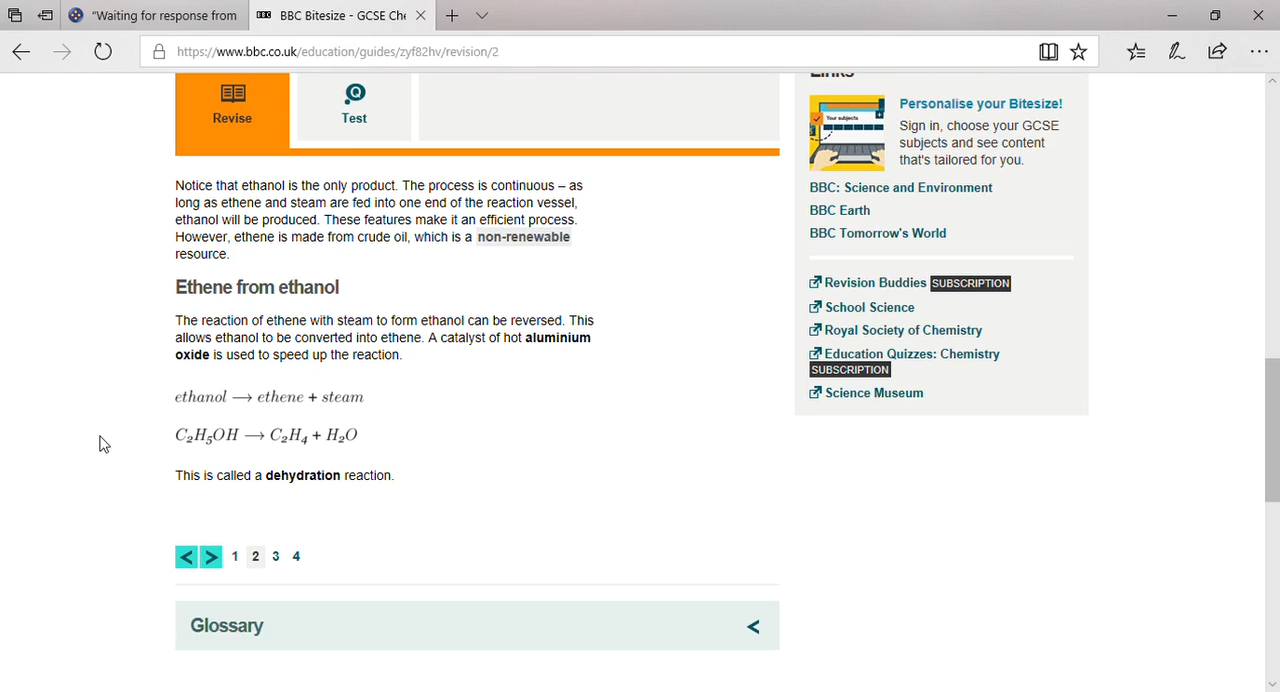 "Waiting for response from
BBC BBC Bitesize - GCSE Che
https://www.bbc.co.uk/education/guides/zyf82hv/revision/2
Revise
Test
Notice that ethanol is the only product. The process is continuous – as
long as ethene and steam are fed into one end of the reaction vessel,
ethanol will be produced. These features make it an efficient process.
However, ethene is made from crude oil, which is a non-renewable
resource.
Ethene from ethanol
The reaction of ethene with steam to form ethanol can be reversed. This
allows ethanol to be converted into ethene. A catalyst of hot aluminium
oxide is used to speed up the reaction.
ethanol ⟶ ethene + steam
C₂H₅OH ⟶ C₂H₄ + H₂O
This is called a dehydration reaction.
< > 1 2 3 4
Glossary <
Links
Your subjects
Personalise your Bitesize!
Sign in, choose your GCSE
subjects and see content
that's tailored for you.
BBC: Science and Environment
BBC Earth
BBC Tomorrow's World
Revision Buddies SUBSCRIPTION
School Science
Royal Society of Chemistry
Education Quizzes: Chemistry
SUBSCRIPTION
Science Museum